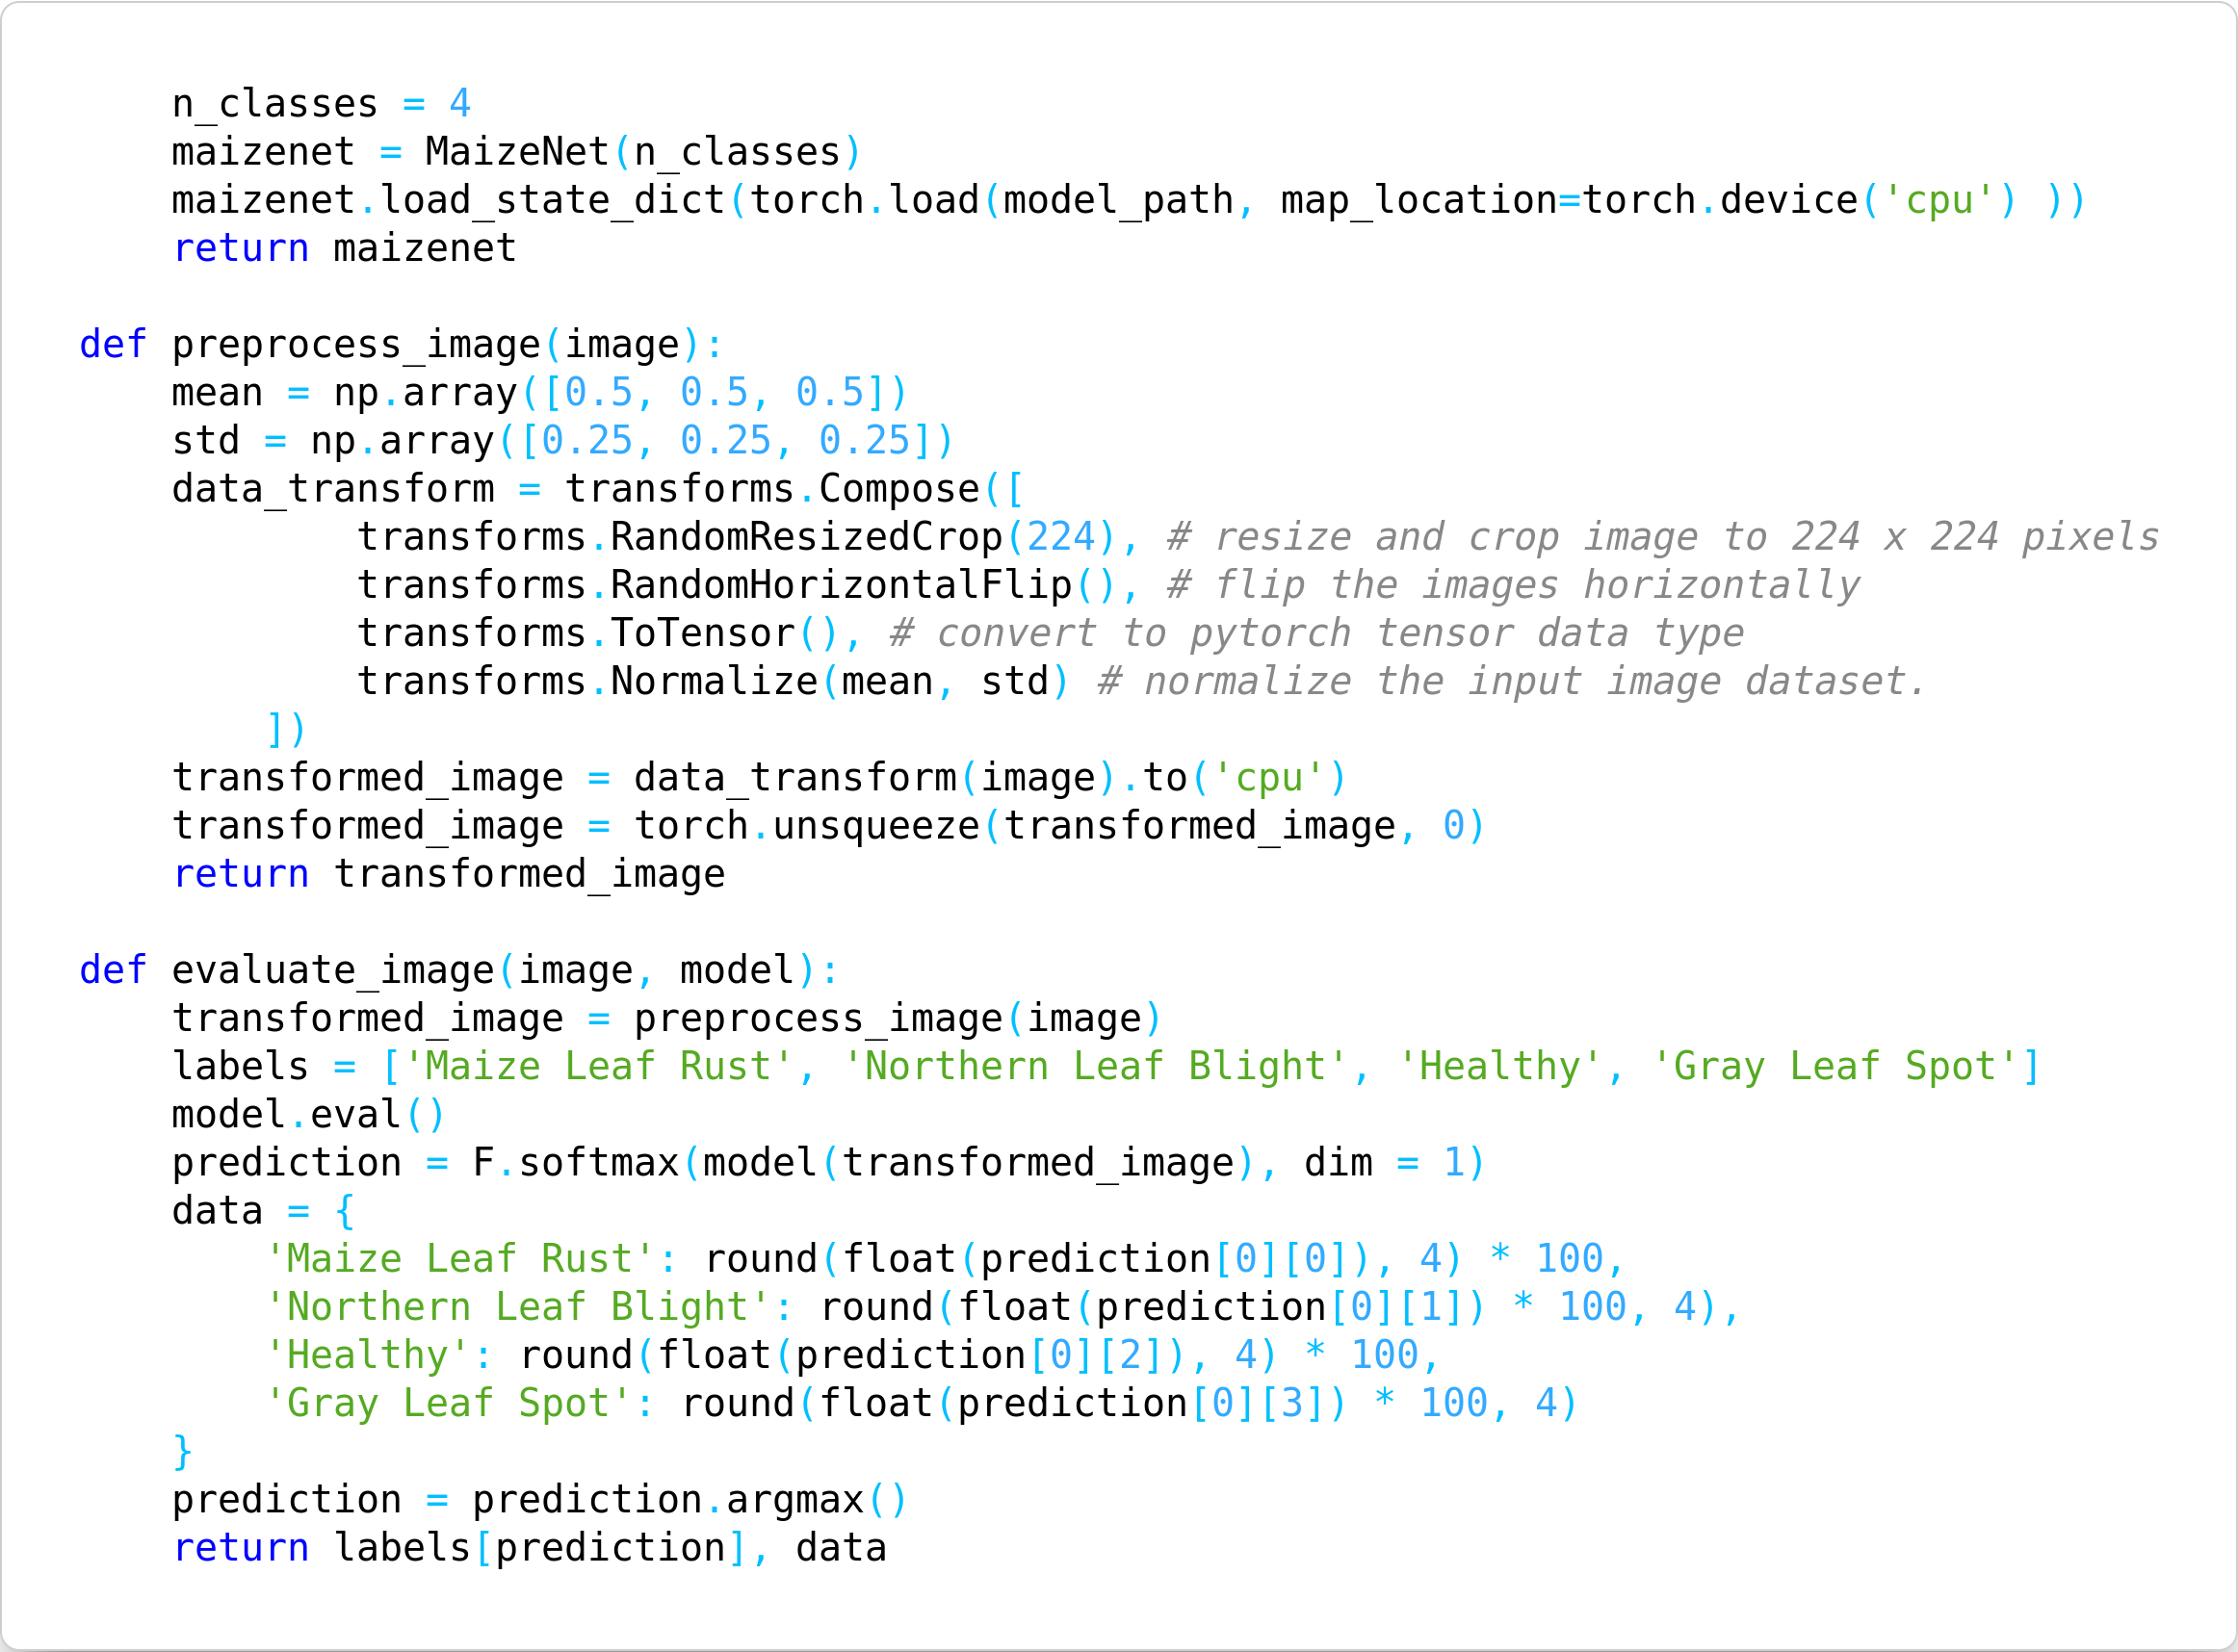 n_classes = 4
    maizenet = MaizeNet(n_classes)
    maizenet.load_state_dict(torch.load(model_path, map_location=torch.device('cpu') ))
    return maizenet

def preprocess_image(image):
    mean = np.array([0.5, 0.5, 0.5])
    std = np.array([0.25, 0.25, 0.25])
    data_transform = transforms.Compose([
            transforms.RandomResizedCrop(224), # resize and crop image to 224 x 224 pixels
            transforms.RandomHorizontalFlip(), # flip the images horizontally
            transforms.ToTensor(), # convert to pytorch tensor data type
            transforms.Normalize(mean, std) # normalize the input image dataset.
        ])
    transformed_image = data_transform(image).to('cpu')
    transformed_image = torch.unsqueeze(transformed_image, 0)
    return transformed_image

def evaluate_image(image, model):
    transformed_image = preprocess_image(image)
    labels = ['Maize Leaf Rust', 'Northern Leaf Blight', 'Healthy', 'Gray Leaf Spot']
    model.eval()
    prediction = F.softmax(model(transformed_image), dim = 1)
    data = {
        'Maize Leaf Rust': round(float(prediction[0][0]), 4) * 100,
        'Northern Leaf Blight': round(float(prediction[0][1]) * 100, 4),
        'Healthy': round(float(prediction[0][2]), 4) * 100,
        'Gray Leaf Spot': round(float(prediction[0][3]) * 100, 4)
    }
    prediction = prediction.argmax()
    return labels[prediction], data